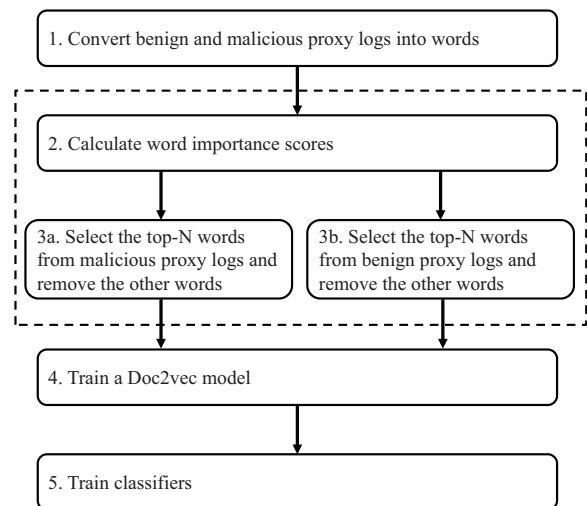 1. Convert benign and malicious proxy logs into words
2. Calculate word importance scores
3a. Select the top-N words
from malicious proxy logs and
remove the other words
3b. Select the top-N words
from benign proxy logs and
remove the other words
4. Train a Doc2vec model
5. Train classifiers